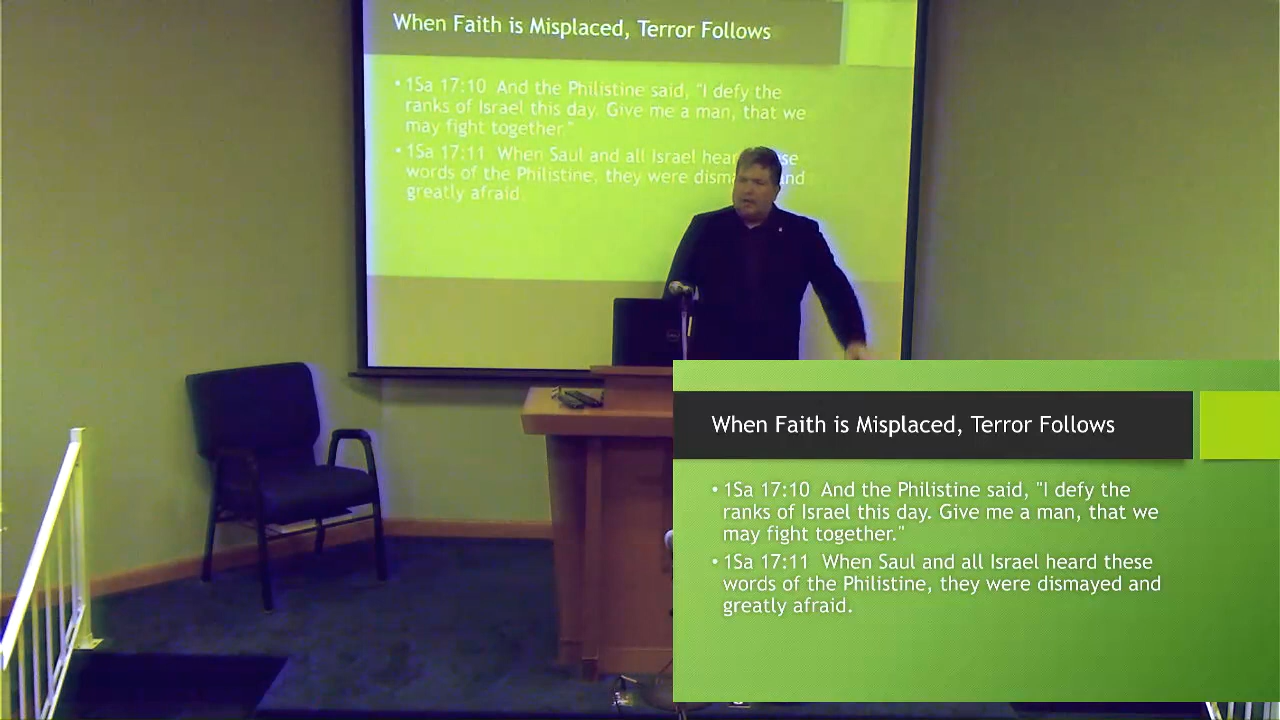 When Faith is Misplaced, Terror Follows
• 1Sa 17:10 And the Philistine said, "I defy the
ranks of Israel this day. Give me a man, that we
may fight together."
• 1Sa 17:11 When Saul and all Israel hear se
words of the Philistine, they were disma nd
greatly afraid.
When Faith is Misplaced, Terror Follows
• 1Sa 17:10 And the Philistine said, "I defy the
ranks of Israel this day. Give me a man, that we
may fight together."
• 1Sa 17:11 When Saul and all Israel heard these
words of the Philistine, they were dismayed and
greatly afraid.